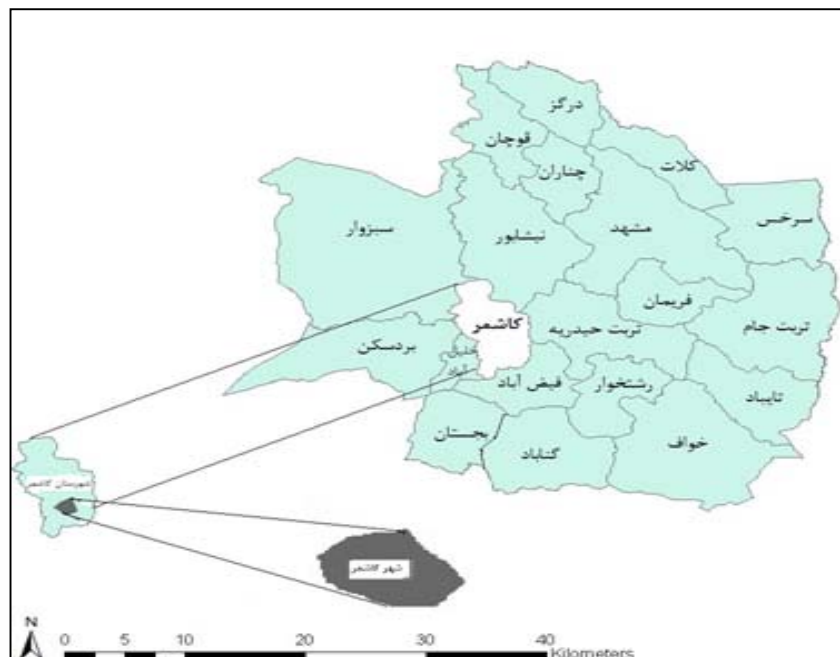 درگز
قوچان
کلات
چناران
سرخس
سبزوار
نیشابور
مشهد
فریمان
کاشمر
تربت حیدریه
تربت جام
بردسکن
خلیل
آباد
فیض آباد
رشتخوار
تایباد
بجستان
گناباد
خواف
شهرستان کاشمر
شهر کاشمر
N
0 5 10 20 30 40
Kilometers